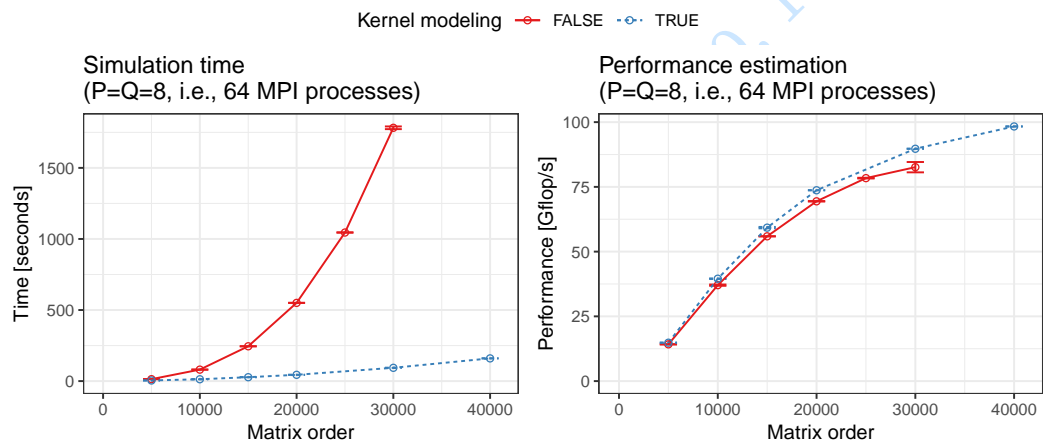 Kernel modeling FALSE TRUE
Simulation time
(P=Q=8, i.e., 64 MPI processes)
Time [seconds]
1500
1000
500
0
0 10000 20000 30000 40000
Matrix order
Performance estimation
(P=Q=8, i.e., 64 MPI processes)
Performance [Gflop/s]
100
75
50
25
0
0 10000 20000 30000 40000
Matrix order